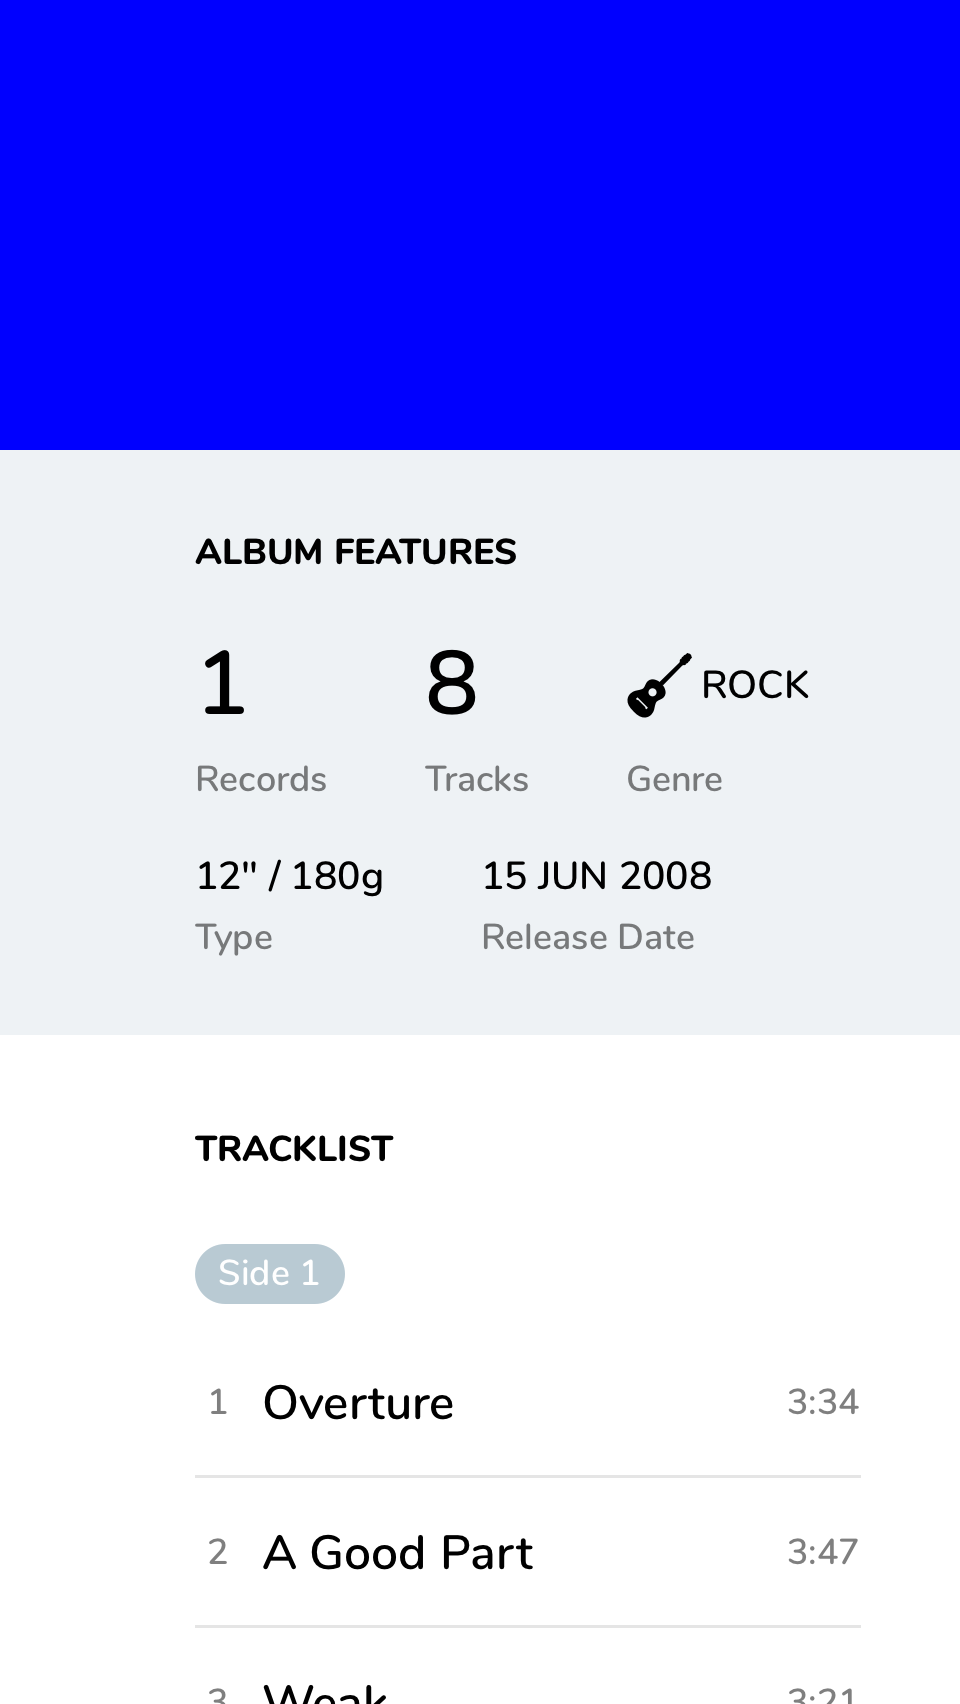 ALBUM FEATURES
1 8 ROCK
Records Tracks Genre
12" / 180g 15 JUN 2008
Type Release Date
TRACKLIST
Side 1
1 Overture 3:34
2 A Good Part 3:47
3 Weak 3:21